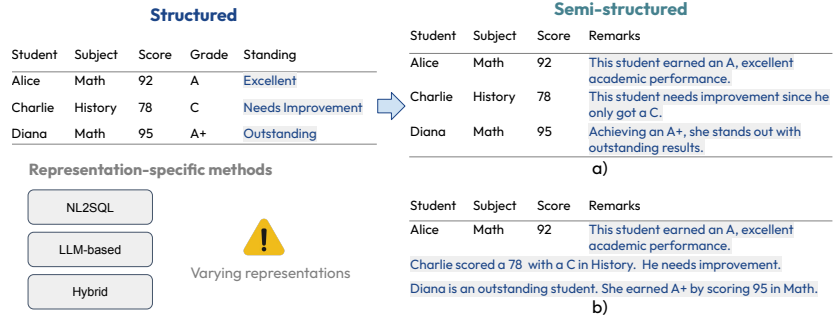 Structured
Student Subject Score Grade Standing
Alice Math 92 A Excellent
Charlie History 78 C Needs Improvement
Diana Math 95 A+ Outstanding
Representation-specific methods
NL2SQL
LLM-based
Hybrid
Varying representations
Semi-structured
Student Subject Score Remarks
Alice Math 92 This student earned an A, excellent
academic performance.
Charlie History 78 This student needs improvement since he
only got a C.
Diana Math 95 Achieving an A+, she stands out with
outstanding results.
a)
Student Subject Score Remarks
Alice Math 92 This student earned an A, excellent
academic performance.
Charlie scored a 78 with a C in History. He needs improvement.
Diana is an outstanding student. She earned A+ by scoring 95 in Math.
b)